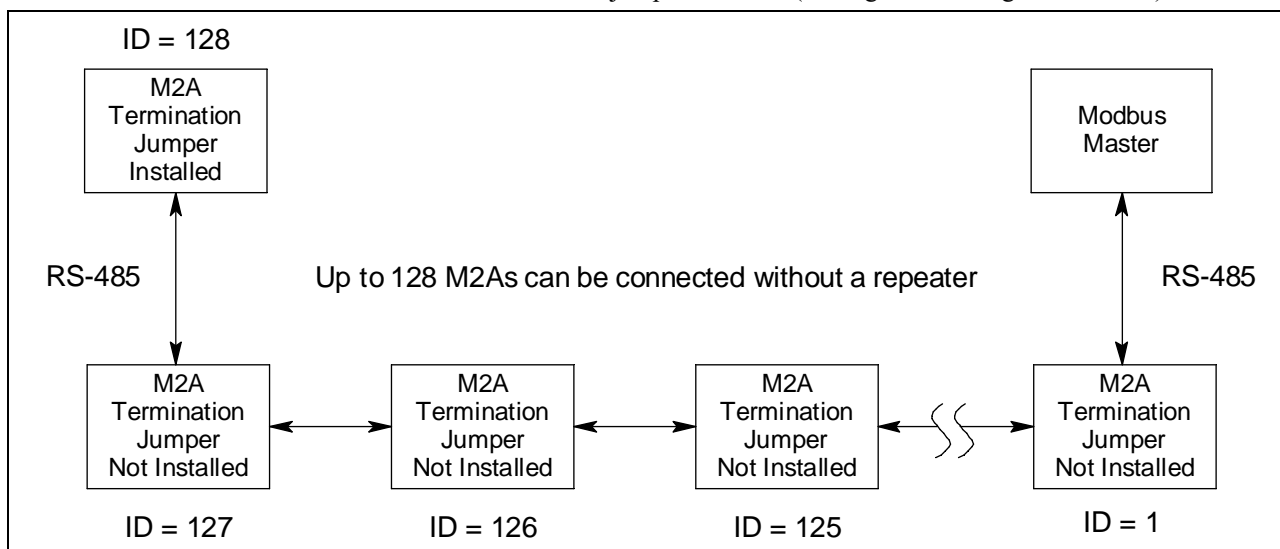 ID = 128
M2A
Termination
Jumper
Installed
Modbus
Master
RS-485
Up to 128 M2As can be connected without a repeater
RS-485
M2A
Termination
Jumper
Not Installed
M2A
Termination
Jumper
Not Installed
M2A
Termination
Jumper
Not Installed
M2A
Termination
Jumper
Not Installed
ID = 127
ID = 126
ID = 125
ID = 1